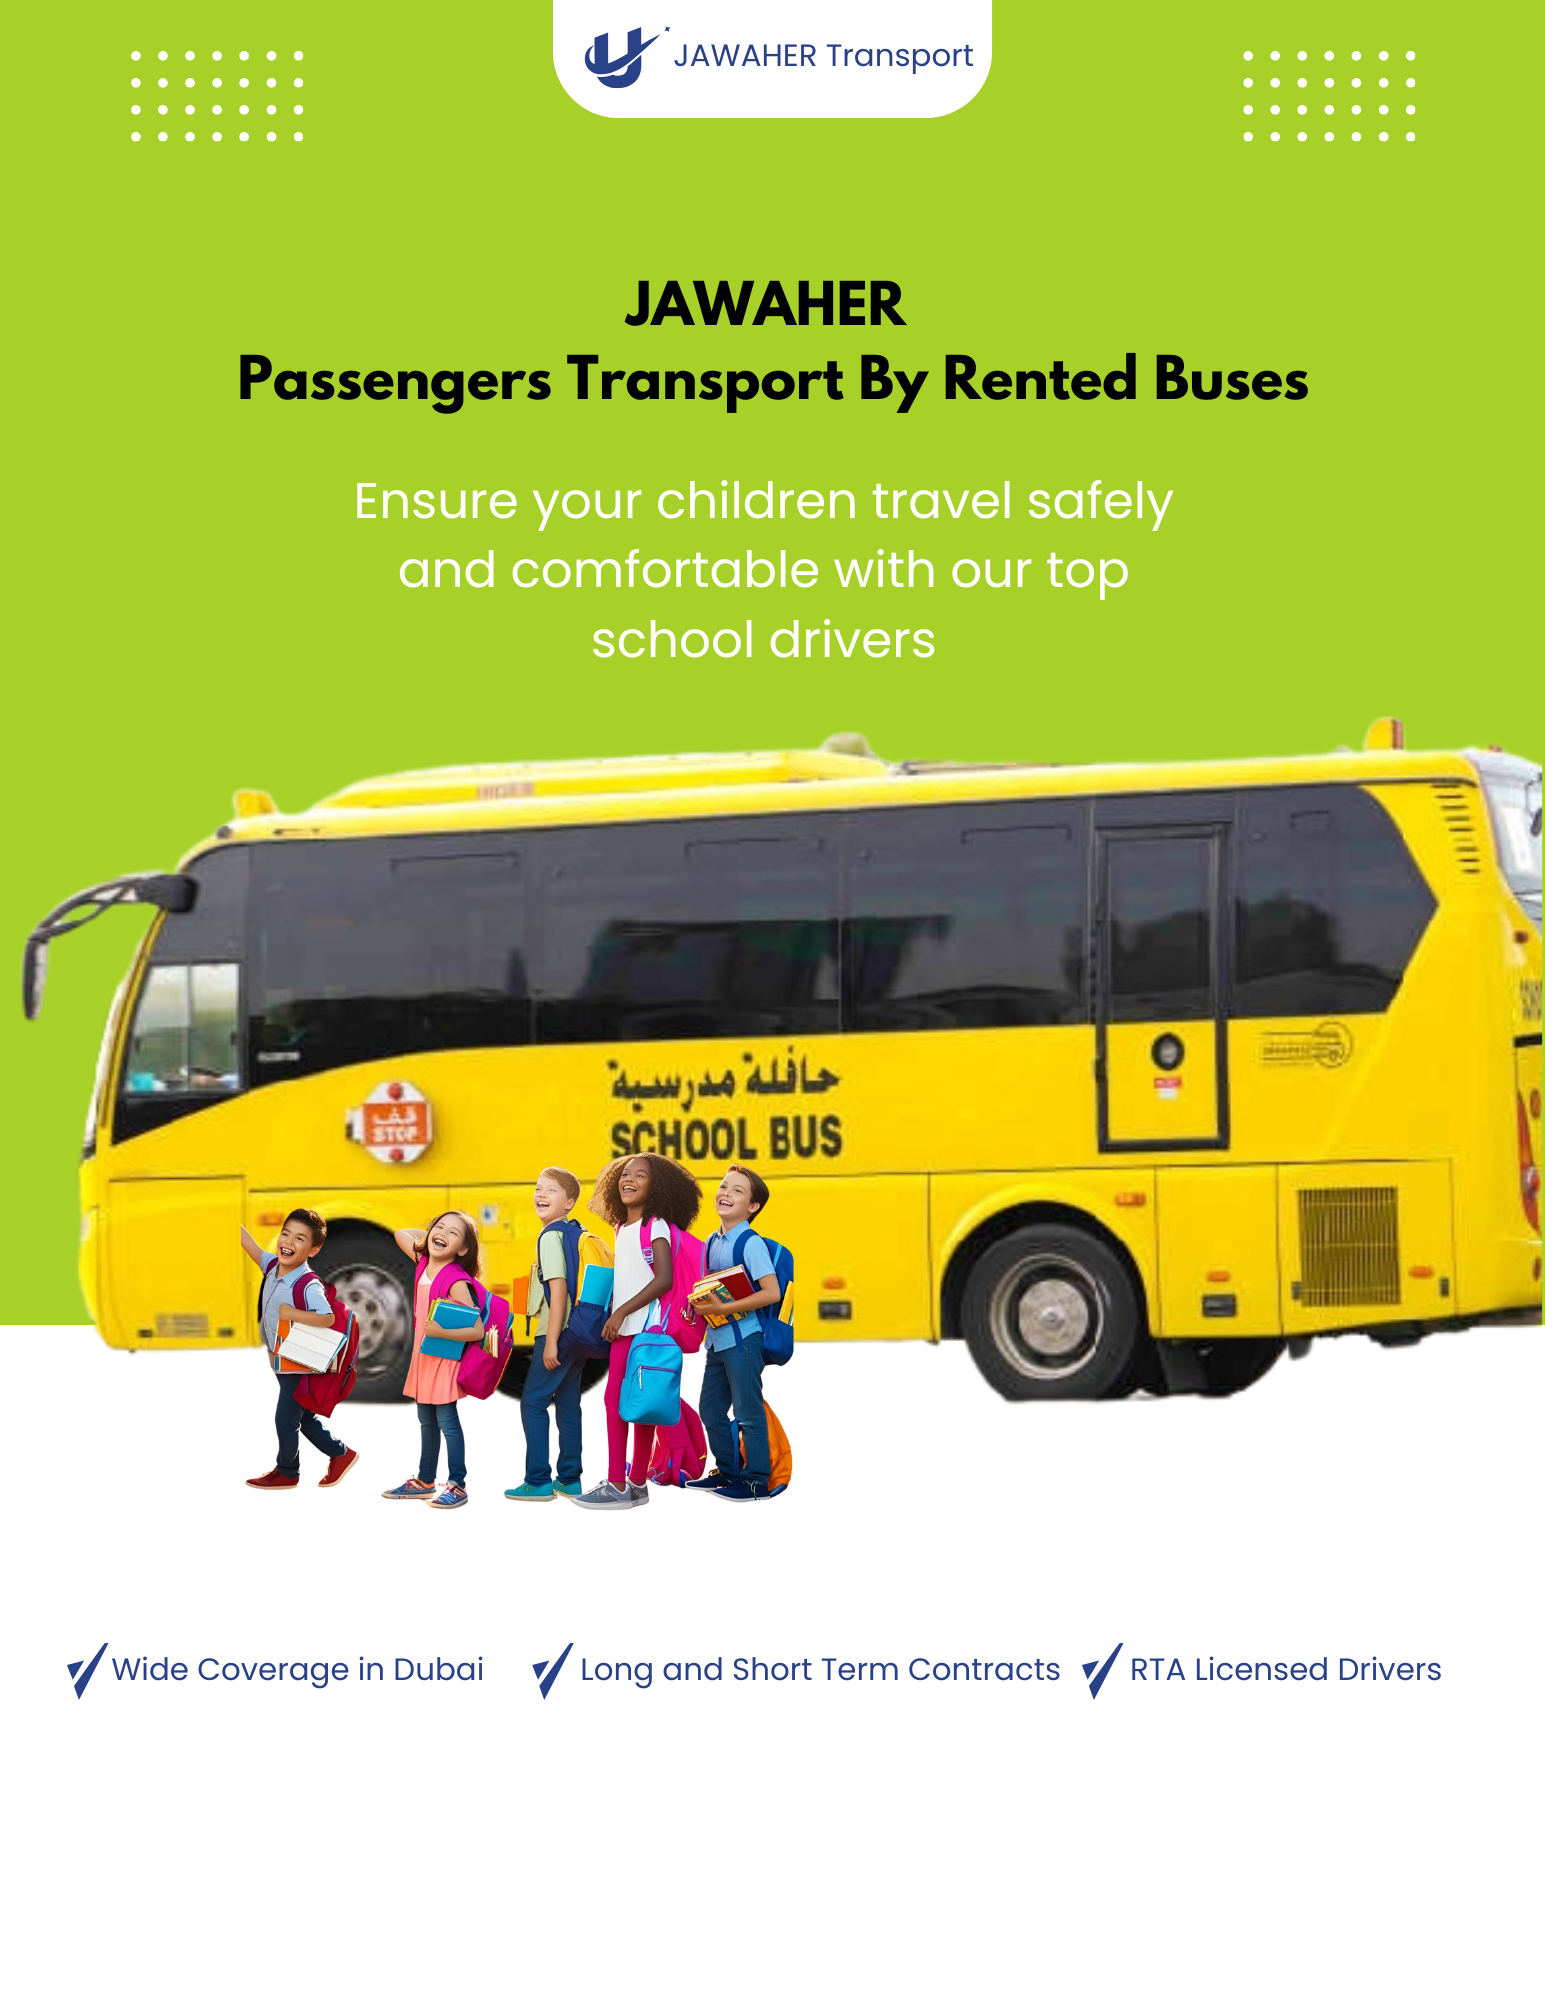 JAWAHER Transport
JAWAHER
Passengers Transport By Rented Buses
Ensure your children travel safely
and comfortable with our top
school drivers
حافلة مدرسية
SCHOOL BUS
قف
STOP
Wide Coverage in Dubai
Long and Short Term Contracts
RTA Licensed Drivers